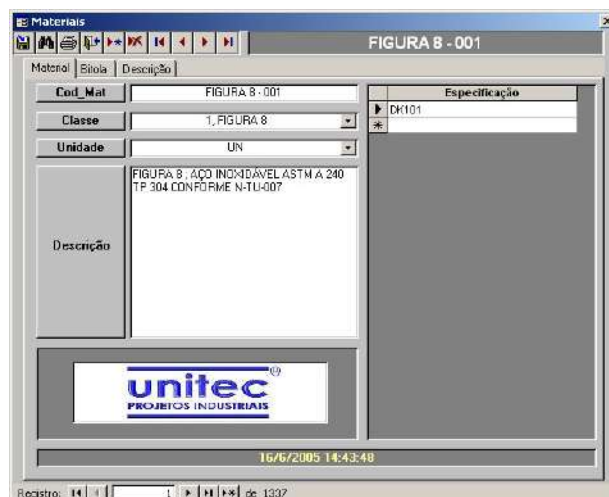 Materiais
FIGURA 8 - 001
Material Bitola Descrição
Cod_Mat FIGURA 8 - 001
Classe 1, FIGURA 8
Unidade UN
Descrição
FIGURA 8 ; AÇO INOXIDÁVEL ASTM A 240
TP 304 CONFORME N-TU-007
Especificação
DK101
unitec®
PROJETOS INDUSTRIAIS
16/6/2005 14:43:48
Registro: 1 de 1337